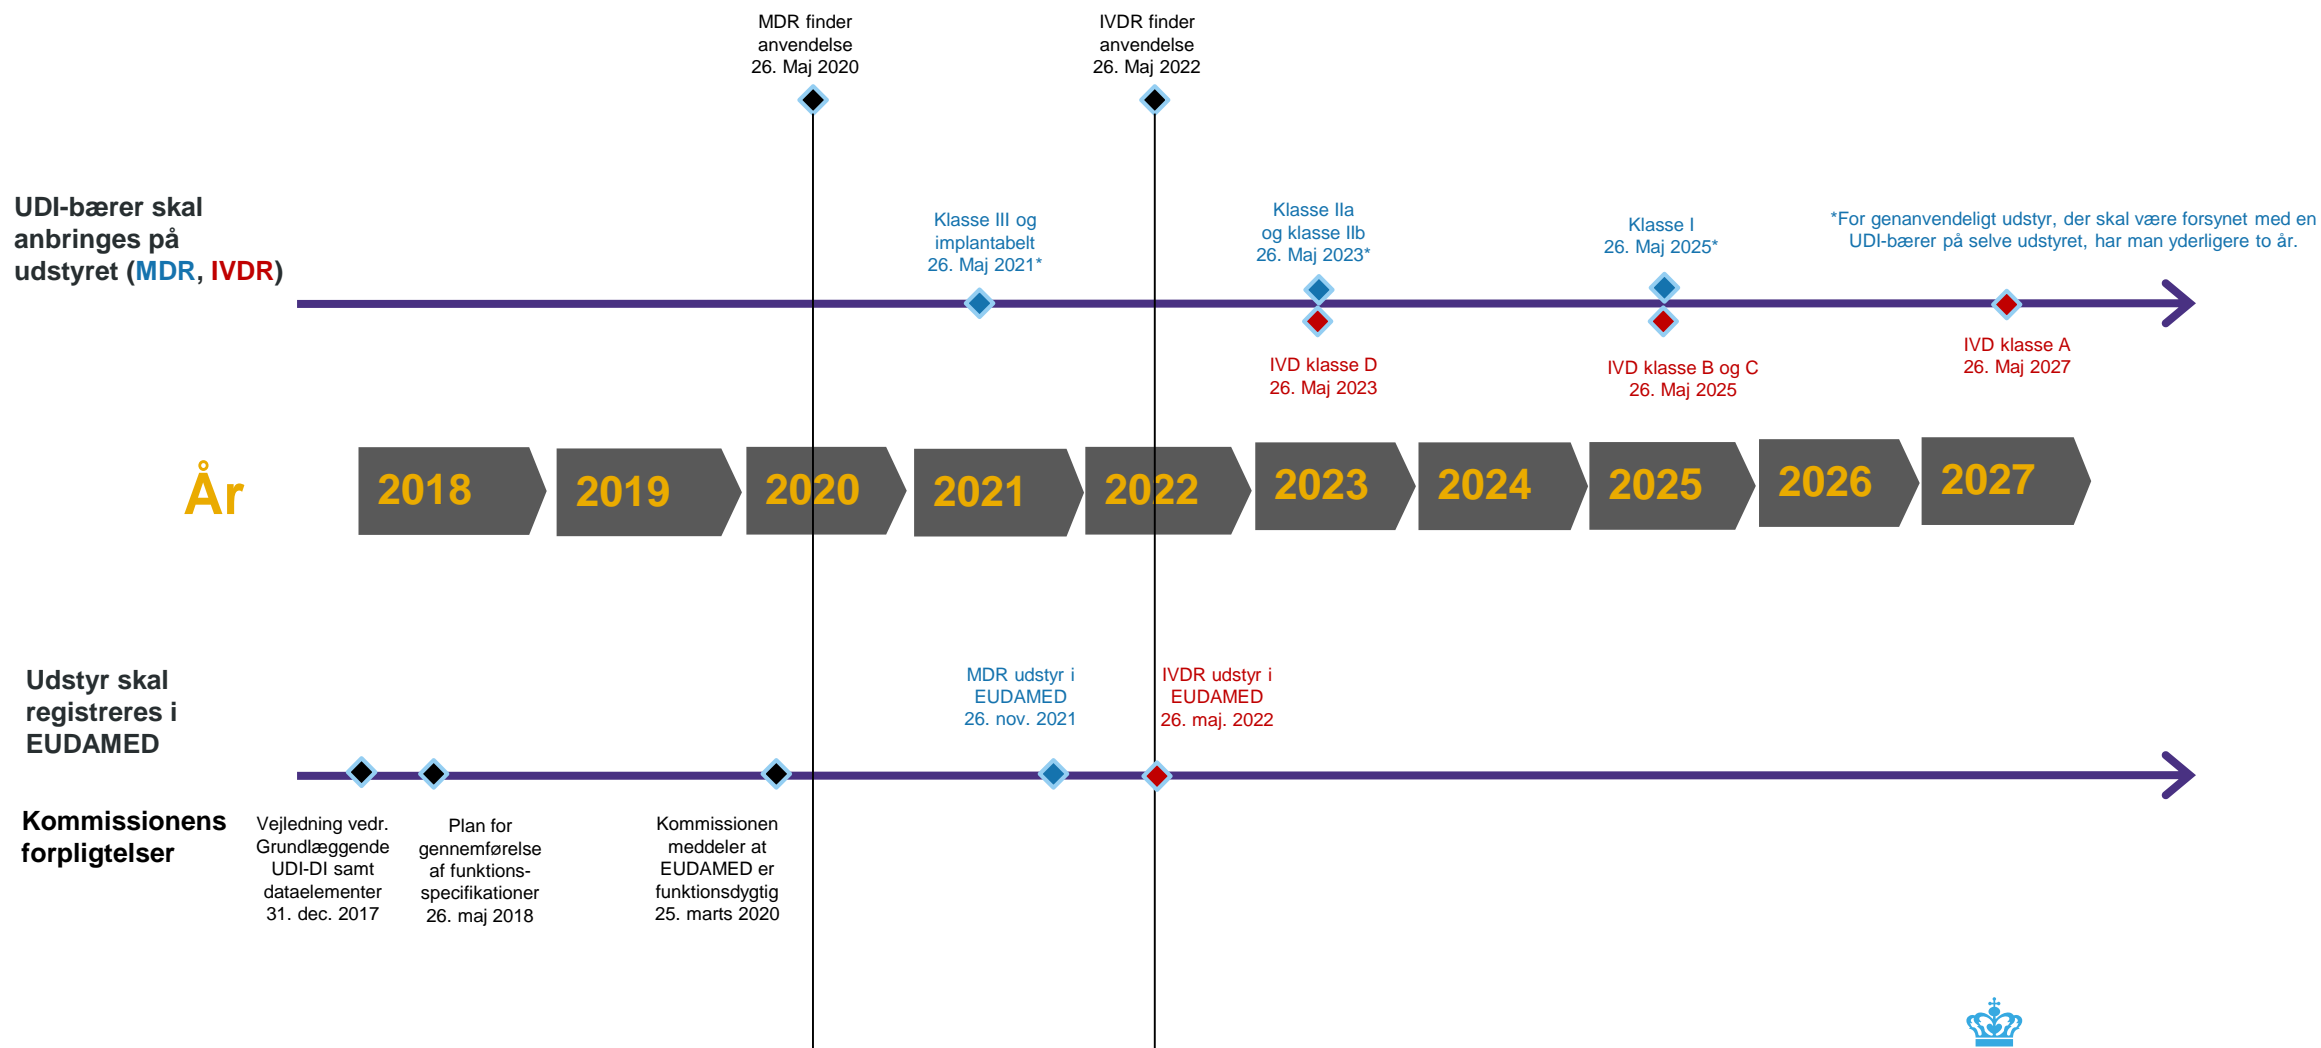 MDR finder
anvendelse
26. Maj 2020
IVDR finder
anvendelse
26. Maj 2022
UDI-bærer skal
anbringes på
udstyret (MDR, IVDR)
Klasse III og
implantabelt
26. Maj 2021*
Klasse IIa
og klasse IIb
26. Maj 2023*
Klasse I
26. Maj 2025*
*For genanvendeligt udstyr, der skal være forsynet med en
UDI-bærer på selve udstyret, har man yderligere to år.
IVD klasse D
26. Maj 2023
IVD klasse B og C
26. Maj 2025
IVD klasse A
26. Maj 2027
År
2018
2019
2020
2021
2022
2023
2024
2025
2026
2027
Udstyr skal
registreres i
EUDAMED
MDR udstyr i
EUDAMED
26. nov. 2021
IVDR udstyr i
EUDAMED
26. maj. 2022
Kommissionens
forpligtelser
Vejledning vedr.
Grundlæggende
UDI-DI samt
dataelementer
31. dec. 2017
Plan for
gennemførelse
af funktions-
specifikationer
26. maj 2018
Kommissionen
meddeler at
EUDAMED er
funktionsdygtig
25. marts 2020